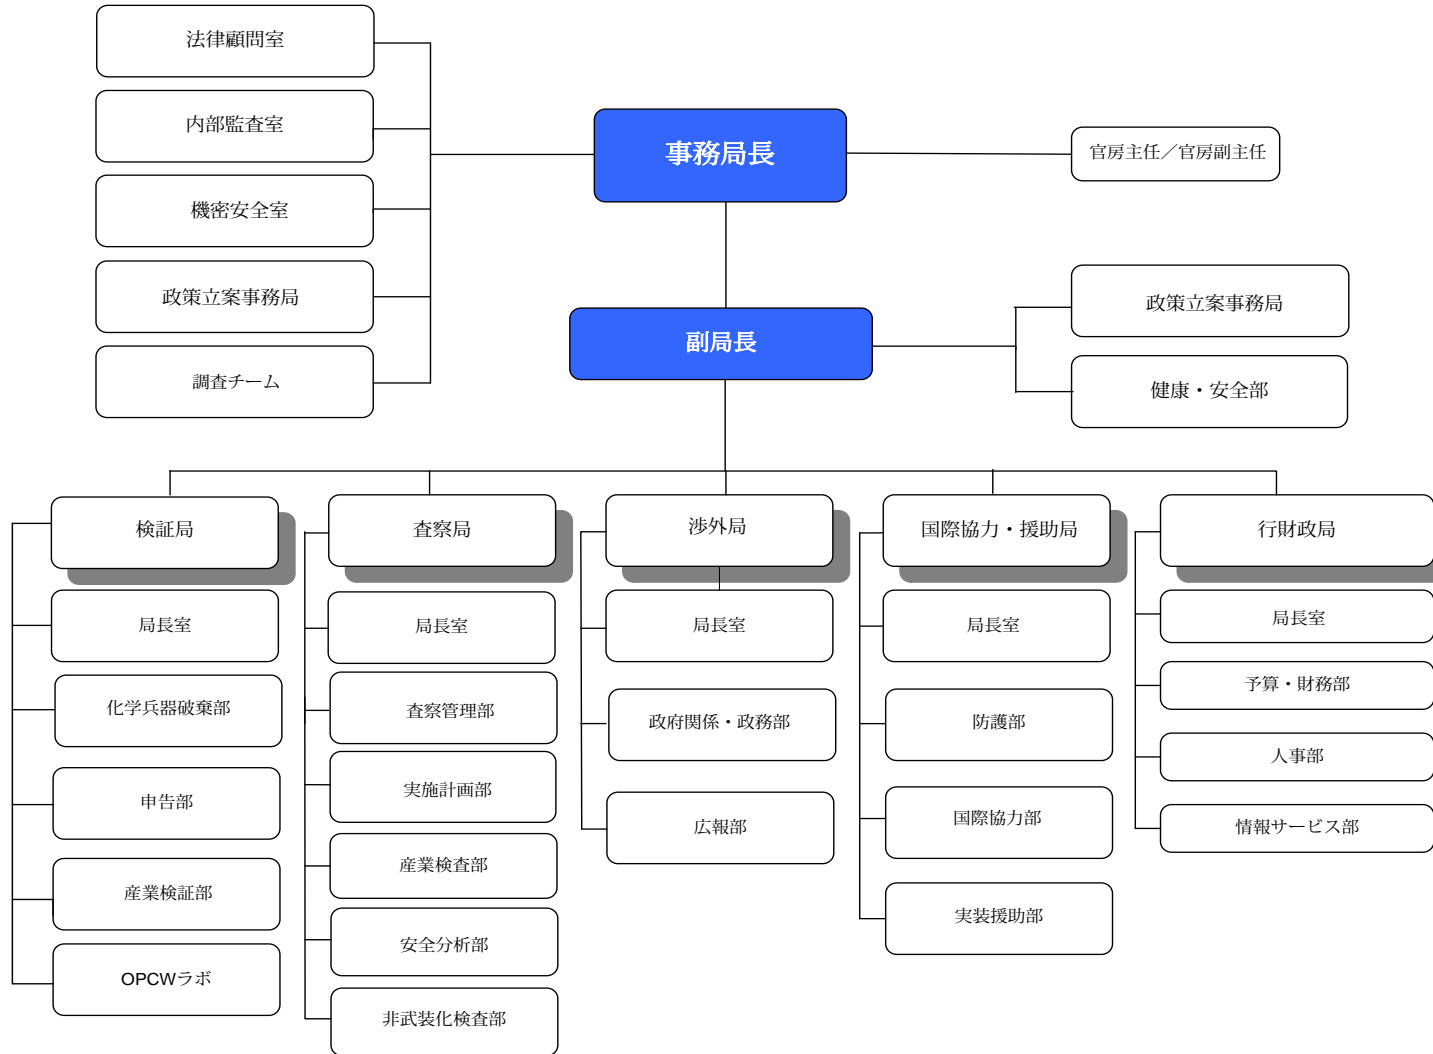 法律顧問室
内部監査室
機密安全室
政策立案事務局
調査チーム
事務局長
官房主任／官房副主任
副局長
政策立案事務局
健康・安全部
検証局
局長室
化学兵器破棄部
申告部
産業検証部
OPCWラボ
査察局
局長室
査察管理部
実施計画部
産業検査部
安全分析部
非武装化検査部
渉外局
局長室
政府関係・政務部
広報部
国際協力・援助局
局長室
防護部
国際協力部
実装援助部
行財政局
局長室
予算・財務部
人事部
情報サービス部